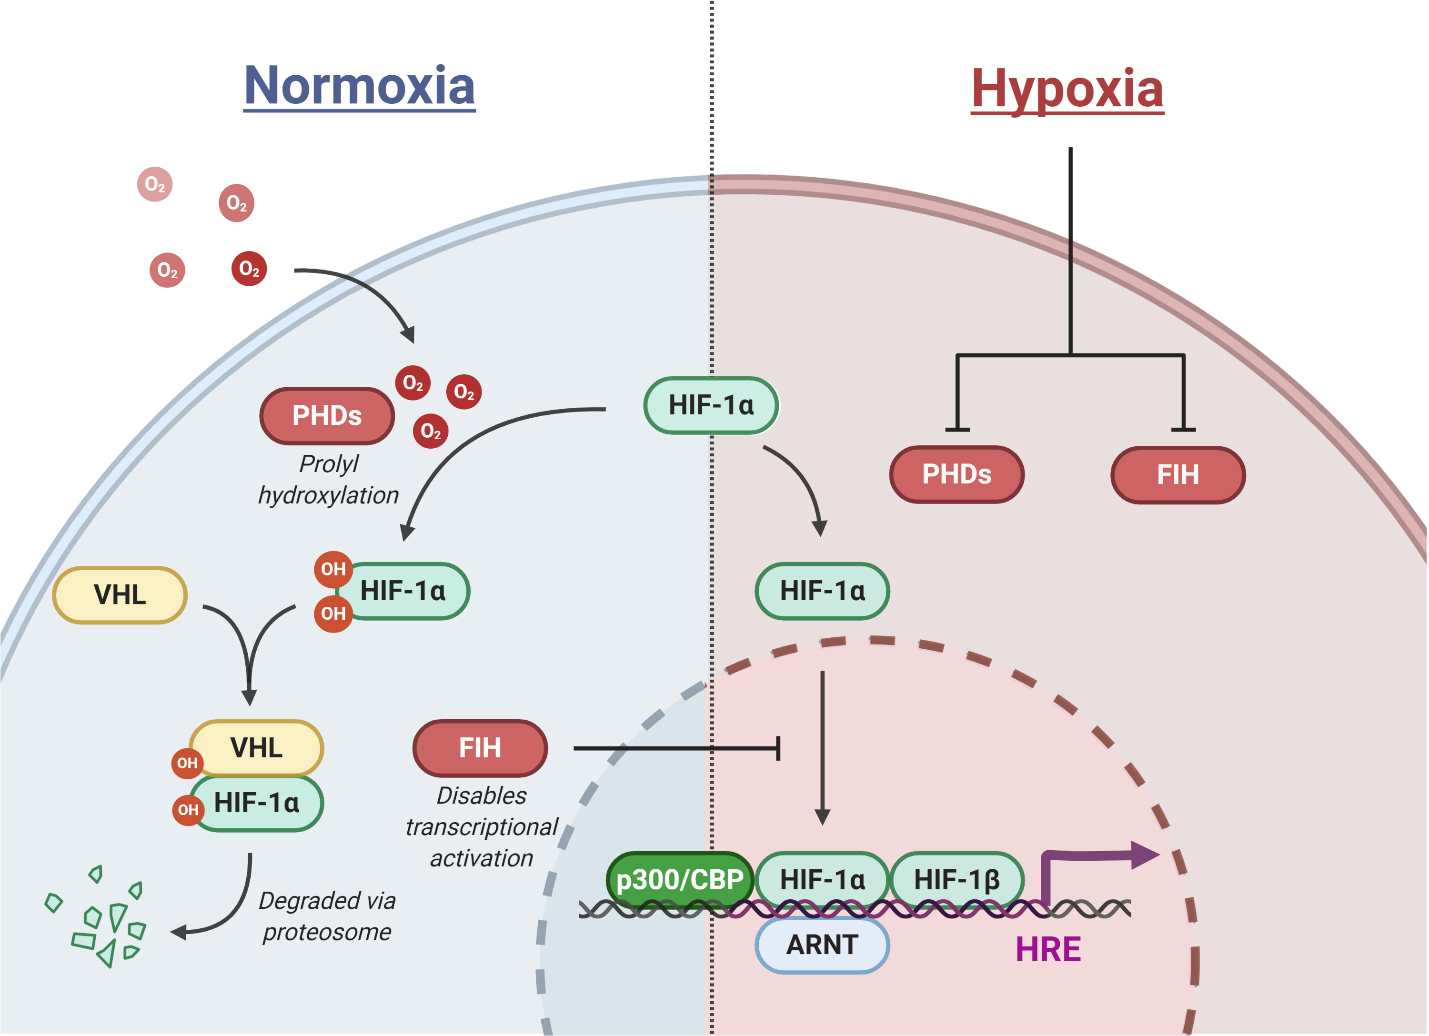 Normoxia
Hypoxia
O₂
O₂
O₂
O₂
O₂
O₂
O₂
PHDs
Prolyl
hydroxylation
HIF-1α
PHDs
FIH
VHL
OH
OH
HIF-1α
HIF-1α
VHL
OH
HIF-1α
OH
FIH
Disables
transcriptional
activation
Degraded via
proteosome
p300/CBP
HIF-1α
HIF-1β
ARNT
HRE